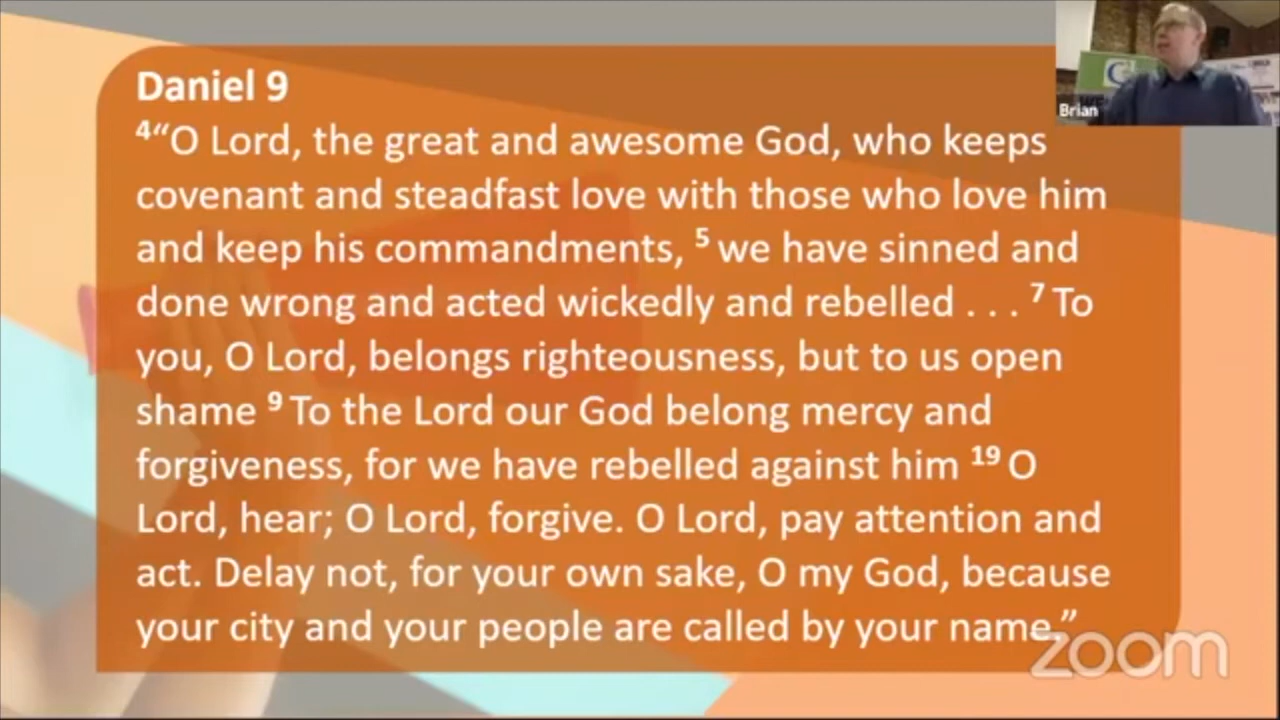 Daniel 9
⁴“O Lord, the great and awesome God, who keeps
covenant and steadfast love with those who love him
and keep his commandments, ⁵ we have sinned and
done wrong and acted wickedly and rebelled . . . ⁷ To
you, O Lord, belongs righteousness, but to us open
shame ⁹ To the Lord our God belong mercy and
forgiveness, for we have rebelled against him ¹⁹ O
Lord, hear; O Lord, forgive. O Lord, pay attention and
act. Delay not, for your own sake, O my God, because
your city and your people are called by your name.”
Brian
zoom